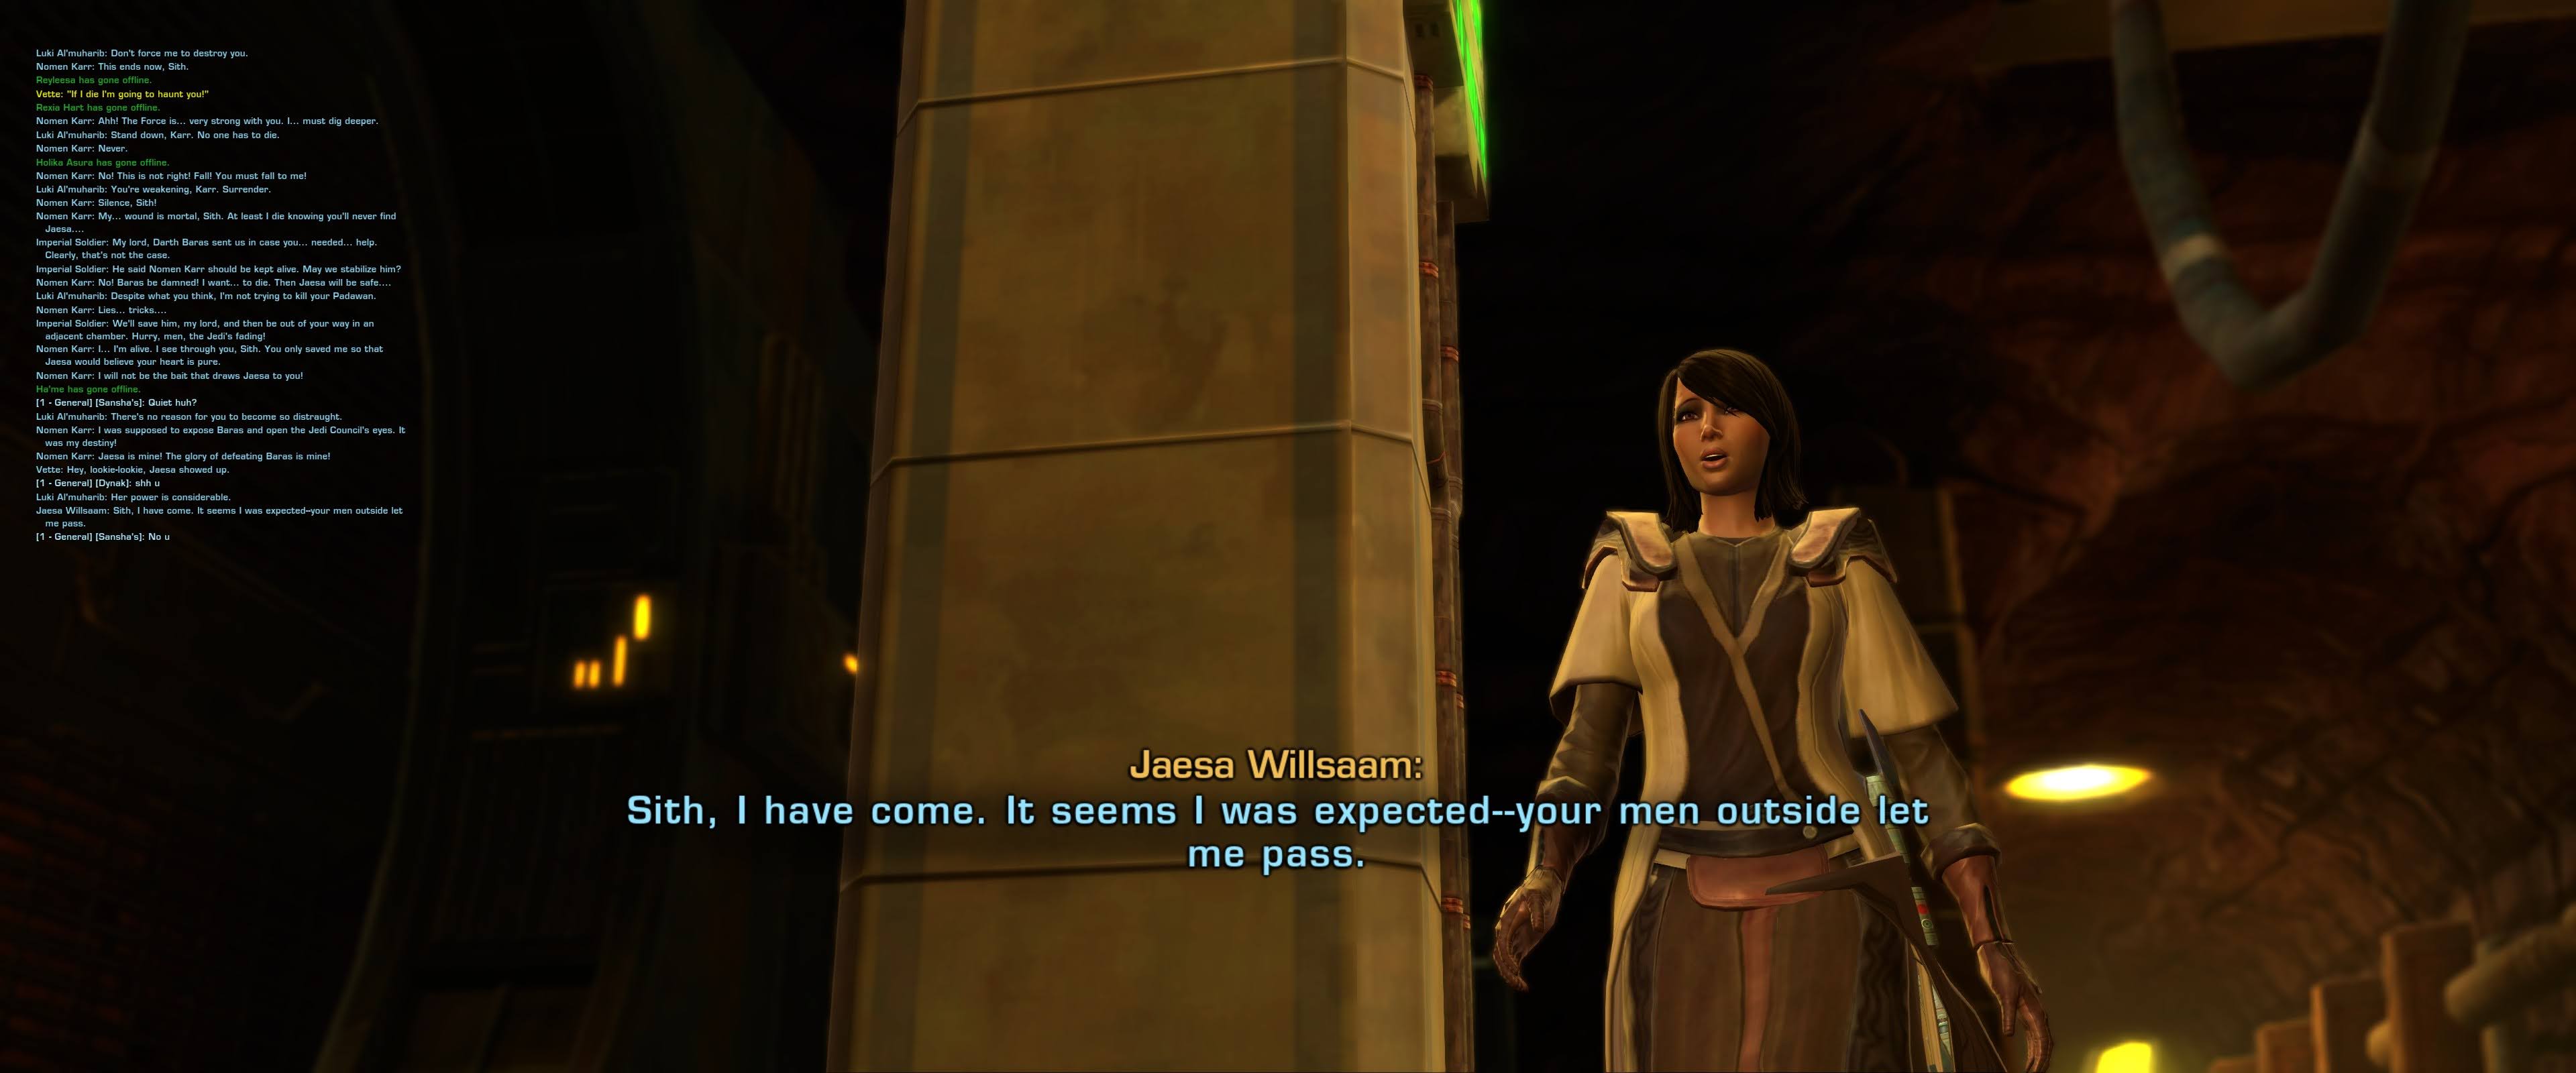 Luki Al'muharib: Don't force me to destroy you.
Nomen Karr: This ends now, Sith.
Reyleesa has gone offline.
Vette: "If I die I'm going to haunt you!"
Rexia Hart has gone offline.
Nomen Karr: Ahh! The Force is... very strong with you. I... must dig deeper.
Luki Al'muharib: Stand down, Karr. No one has to die.
Nomen Karr: Never.
Holika Asura has gone offline.
Nomen Karr: No! This is not right! Fall! You must fall to me!
Luki Al'muharib: You're weakening, Karr. Surrender.
Nomen Karr: Silence, Sith!
Nomen Karr: My... wound is mortal, Sith. At least I die knowing you'll never find
Jaesa....
Imperial Soldier: My lord, Darth Baras sent us in case you... needed... help.
Clearly, that's not the case.
Imperial Soldier: He said Nomen Karr should be kept alive. May we stabilize him?
Nomen Karr: No! Baras be damned! I want... to die. Then Jaesa will be safe....
Luki Al'muharib: Despite what you think, I'm not trying to kill your Padawan.
Nomen Karr: Lies... tricks....
Imperial Soldier: We'll save him, my lord, and then be out of your way in an
adjacent chamber. Hurry, men, the Jedi's fading!
Nomen Karr: I... I'm alive. I see through you, Sith. You only saved me so that
Jaesa would believe your heart is pure.
Nomen Karr: I will not be the bait that draws Jaesa to you!
Ha'me has gone offline.
[1 - General] [Sansha's]: Quiet huh?
Luki Al'muharib: There's no reason for you to become so distraught.
Nomen Karr: I was supposed to expose Baras and open the Jedi Council's eyes. It
was my destiny!
Nomen Karr: Jaesa is mine! The glory of defeating Baras is mine!
Vette: Hey, lookie-lookie, Jaesa showed up.
[1 - General] [Dynak]: shh u
Luki Al'muharib: Her power is considerable.
Jaesa Willsaam: Sith, I have come. It seems I was expected--your men outside let
me pass.
[1 - General] [Sansha's]: No u
Jaesa Willsaam:
Sith, I have come. It seems I was expected--your men outside let
me pass.